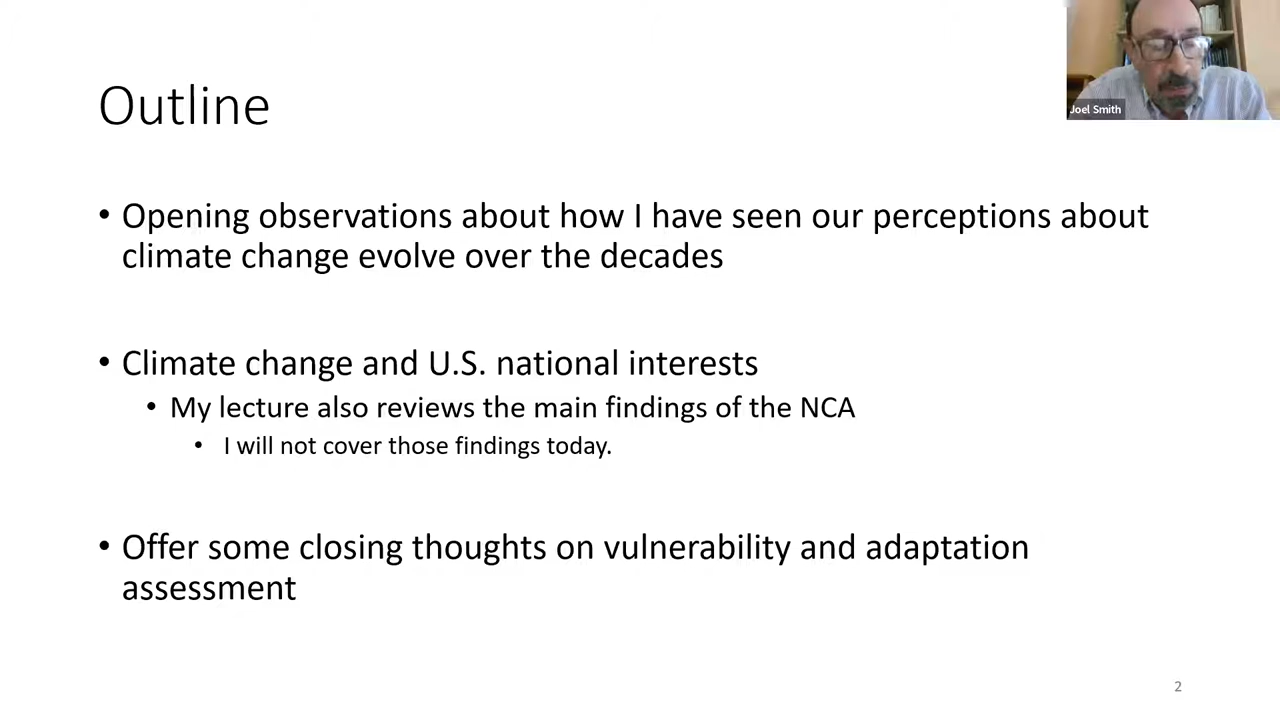 Outline
Joel Smith
• Opening observations about how I have seen our perceptions about
climate change evolve over the decades
• Climate change and U.S. national interests
• My lecture also reviews the main findings of the NCA
• I will not cover those findings today.
• Offer some closing thoughts on vulnerability and adaptation
assessment
2